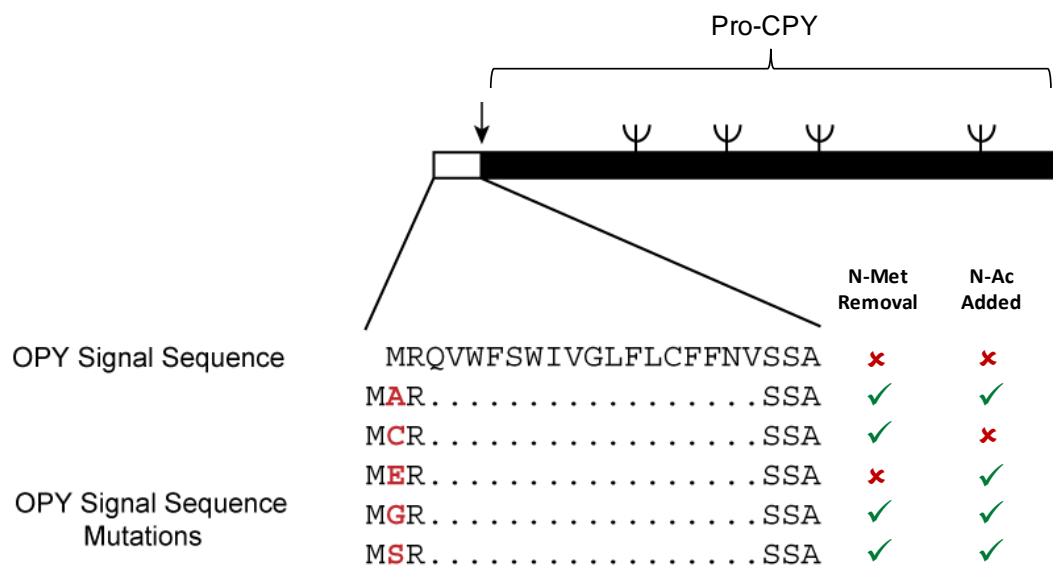 Pro-CPY
N-Met Removal
N-Ac Added
OPY Signal Sequence
MRQVWFSWIVGLFLCFFNVSSA ✘ ✘
MAR.................SSA ✓ ✓
MCR.................SSA ✓ ✘
MER.................SSA ✘ ✓
OPY Signal Sequence
Mutations
MGR.................SSA ✓ ✓
MSR.................SSA ✓ ✓